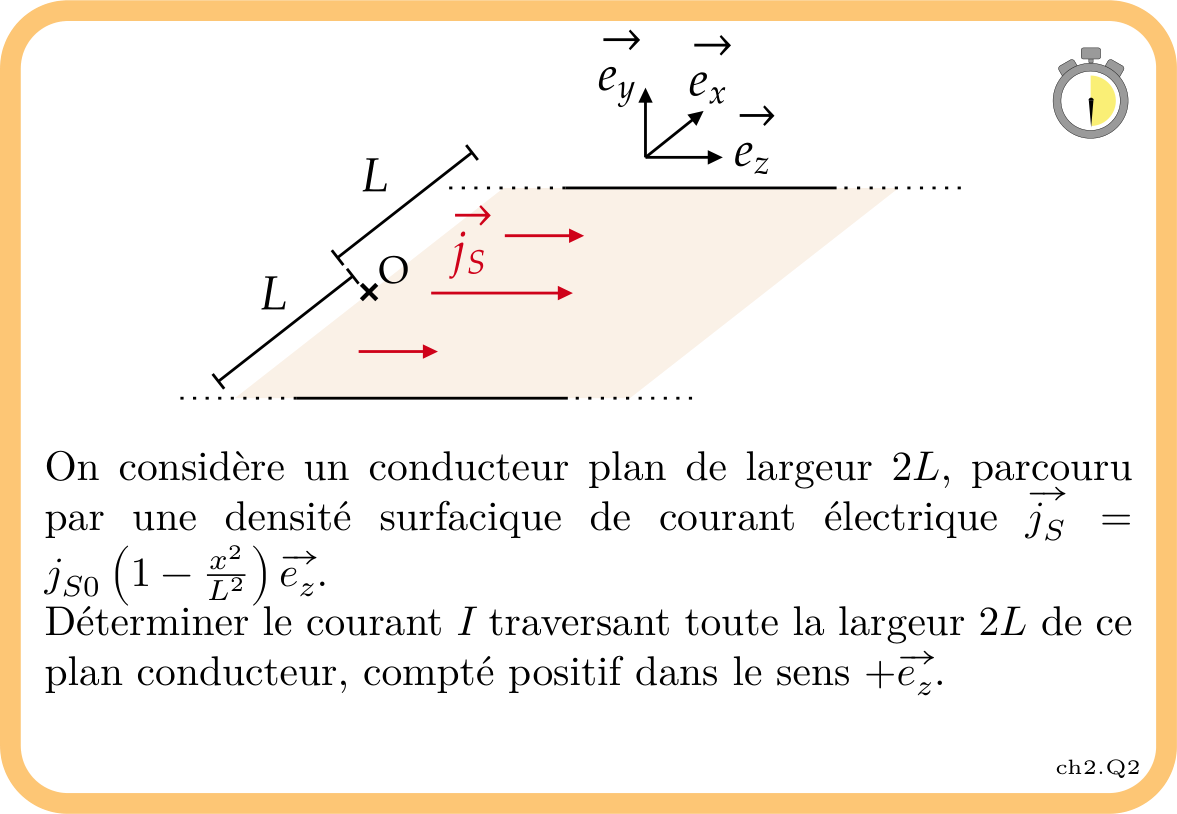 $\overrightarrow{e_y}$ $\overrightarrow{e_x}$
$\overrightarrow{e_z}$
L
$\overrightarrow{j_S}$
O
L
On considère un conducteur plan de largeur $2L$, parcouru
par une densité surfacique de courant électrique $\overrightarrow{j_S}$ =
$j_{S0}\left(1-\frac{x^2}{L^2}\right)\overrightarrow{e_z}$.
Déterminer le courant $I$ traversant toute la largeur $2L$ de ce
plan conducteur, compté positif dans le sens $+\overrightarrow{e_z}$.
ch2.Q2